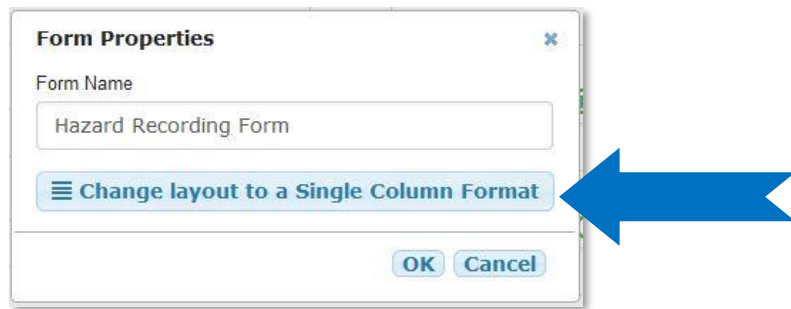 Form Properties
Form Name
Hazard Recording Form
Change layout to a Single Column Format
OK Cancel